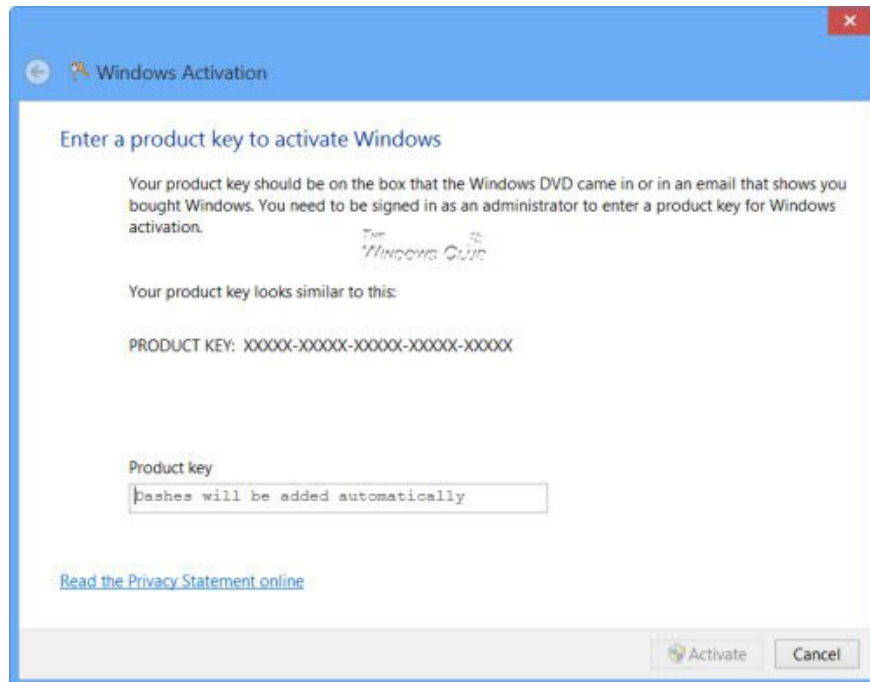 Windows Activation
Enter a product key to activate Windows
Your product key should be on the box that the Windows DVD came in or in an email that shows you
bought Windows. You need to be signed in as an administrator to enter a product key for Windows
activation.
THE
WINDOWS CLUB
Your product key looks similar to this:
PRODUCT KEY: XXXXX-XXXXX-XXXXX-XXXXX-XXXXX
Product key
Dashes will be added automatically
Read the Privacy Statement online
Activate
Cancel